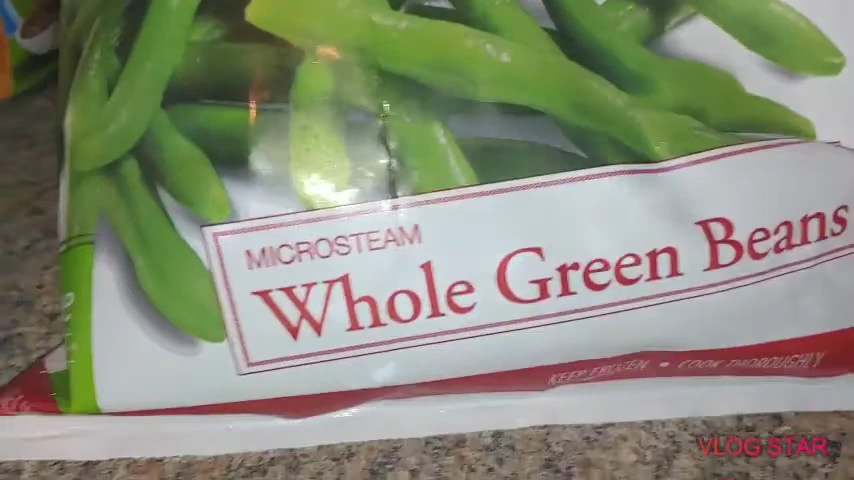 MICROSTEAM
Whole Green Beans
KEEP FROZEN • COOK THOROUGHLY
VLOG STAR